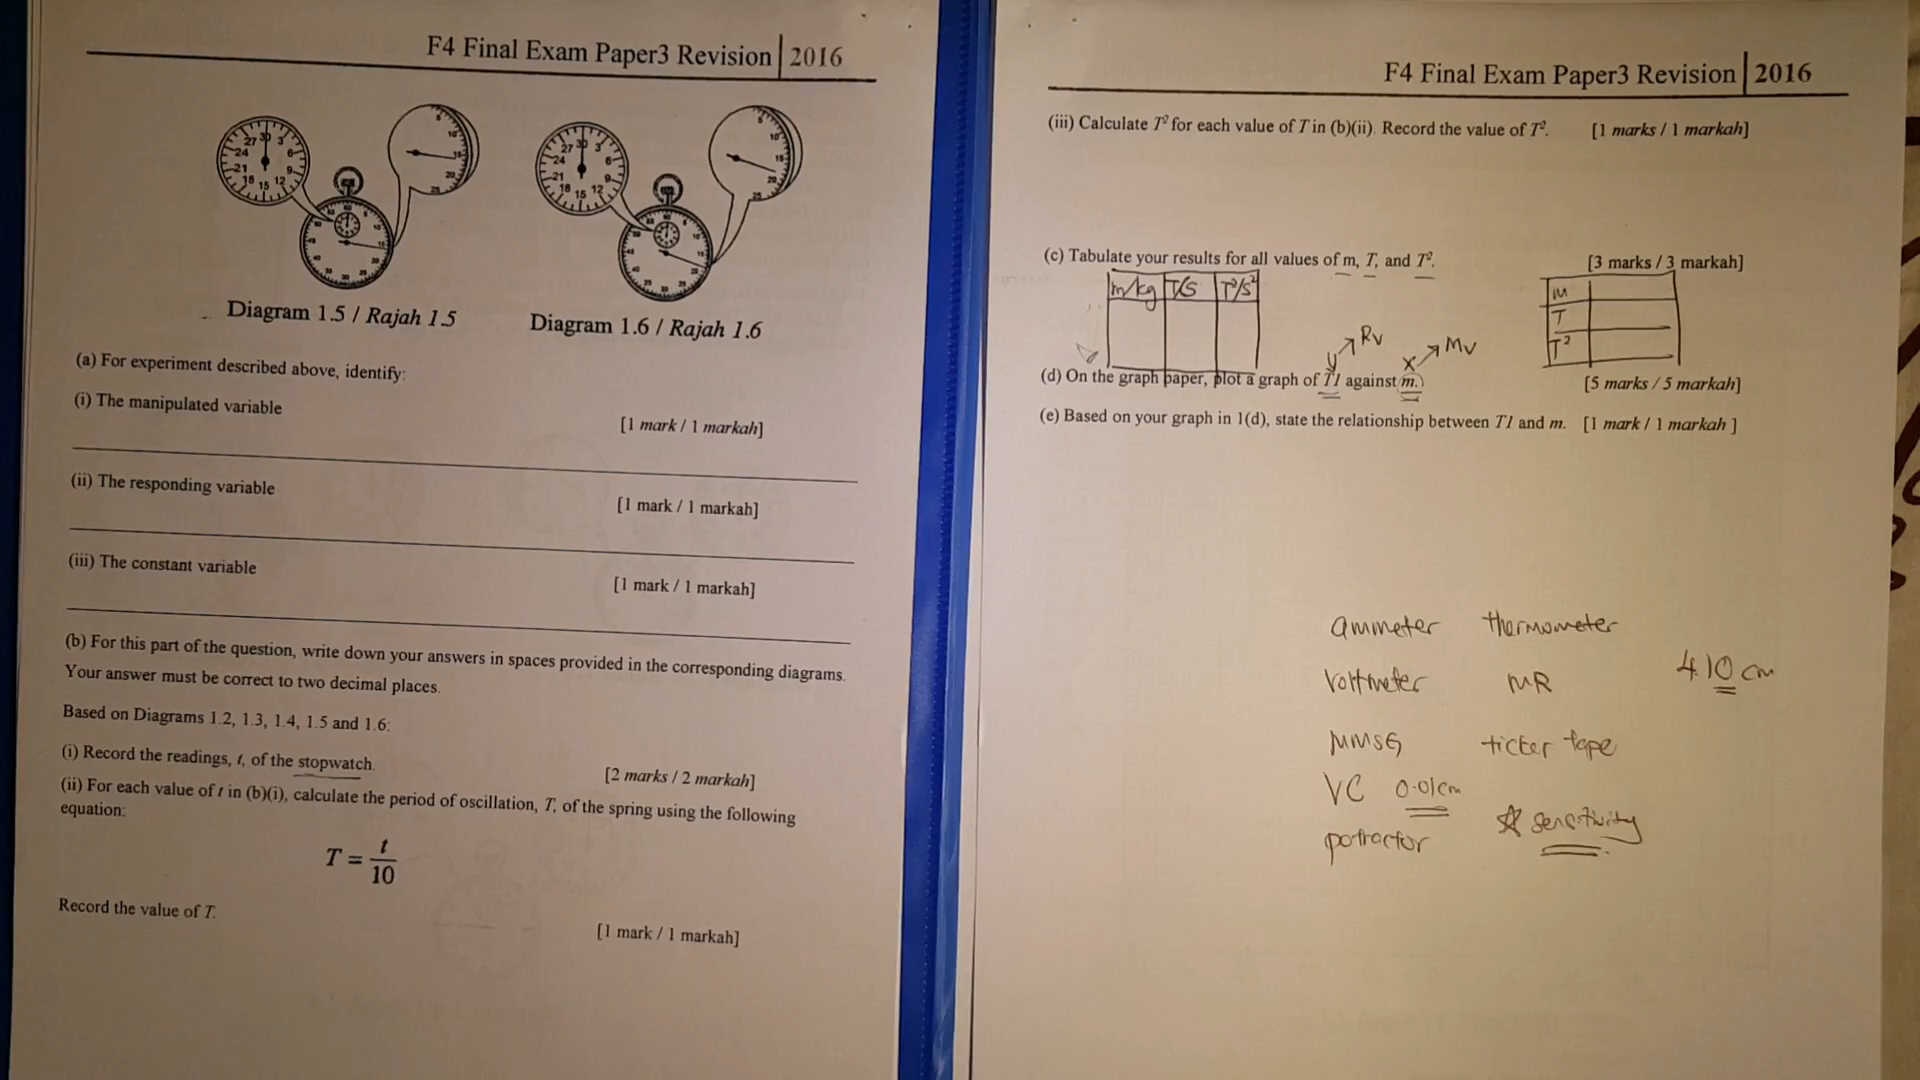 F4 Final Exam Paper3 Revision | 2016
Diagram 1.5 / Rajah 1.5
Diagram 1.6 / Rajah 1.6
(a) For experiment described above, identify:
(i) The manipulated variable
[1 mark / 1 markah]
(ii) The responding variable
[1 mark / 1 markah]
(iii) The constant variable
[1 mark / 1 markah]
(b) For this part of the question, write down your answers in spaces provided in the corresponding diagrams.
Your answer must be correct to two decimal places.
Based on Diagrams 1.2, 1.3, 1.4, 1.5 and 1.6:
(i) Record the readings, t, of the stopwatch.
[2 marks / 2 markah]
(ii) For each value of t in (b)(i), calculate the period of oscillation, T, of the spring using the following
equation:
T = t/10
Record the value of T.
[1 mark / 1 markah]
F4 Final Exam Paper3 Revision | 2016
(iii) Calculate T² for each value of T in (b)(ii). Record the value of T². [1 marks / 1 markah]
(c) Tabulate your results for all values of m, T, and T². [3 marks / 3 markah]
m/kg T/s T²/s²
m
T
T²
y → RV
x → MV
(d) On the graph paper, plot a graph of T1 against m. [5 marks / 5 markah]
(e) Based on your graph in 1(d), state the relationship between T1 and m. [1 mark / 1 markah ]
ammeter thermometer
voltmeter MR 4.10 cm
MMSG ticker tape
VC 0.01cm
☆ sensitivity
potractor